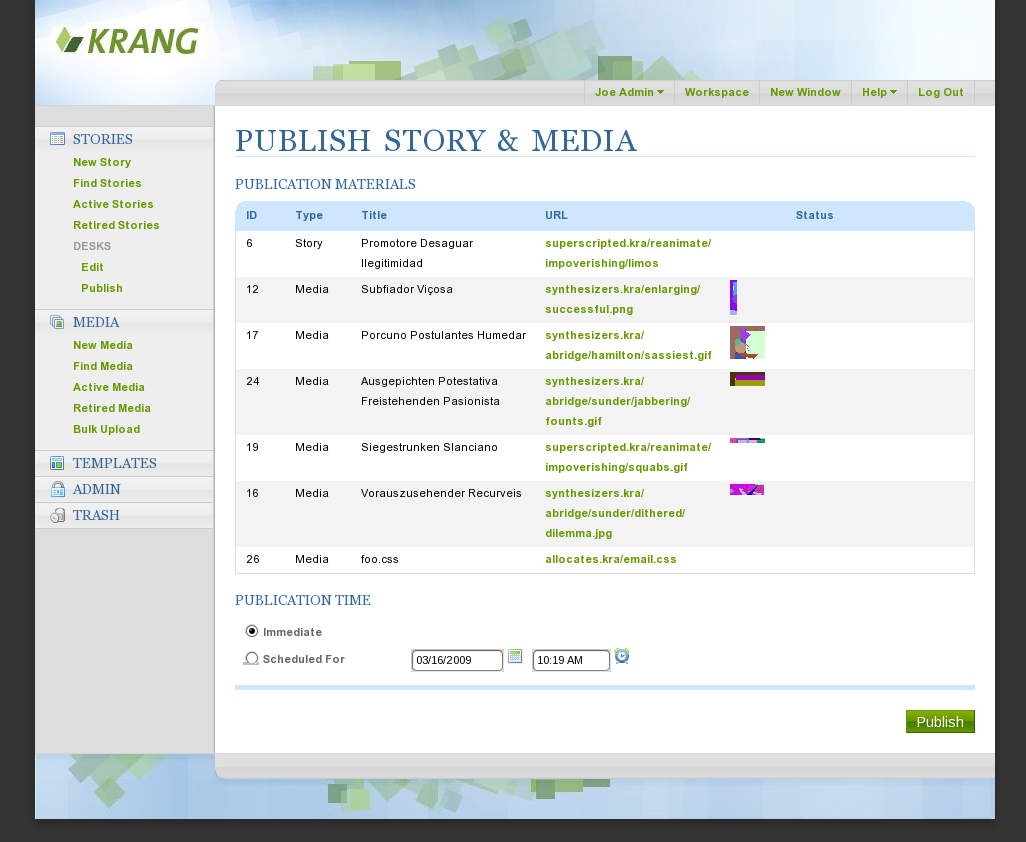 KRANG
Joe Admin
Workspace
New Window
Help
Log Out
STORIES
New Story
Find Stories
Active Stories
Retired Stories
DESKS
Edit
Publish
MEDIA
New Media
Find Media
Active Media
Retired Media
Bulk Upload
TEMPLATES
ADMIN
TRASH
PUBLISH STORY & MEDIA
PUBLICATION MATERIALS
ID Type Title URL Status
6 Story Promotore Desaguar superscripted.kra/reanimate/
Ilegitimidad impoverishing/limos
12 Media Subfiador Viçosa synthesizers.kra/enlarging/
successful.png
17 Media Porcuno Postulantes Humedar synthesizers.kra/
abridge/hamilton/sassiest.gif
24 Media Ausgepichten Potestativa synthesizers.kra/
Freistehenden Pasionista abridge/sunder/jabbering/
founts.gif
19 Media Siegestrunken Slanciano superscripted.kra/reanimate/
impoverishing/squabs.gif
16 Media Vorauszusehender Recurveis synthesizers.kra/
abridge/sunder/dithered/
dilemma.jpg
26 Media foo.css allocates.kra/email.css
PUBLICATION TIME
Immediate
Scheduled For 03/16/2009 10:19 AM
Publish